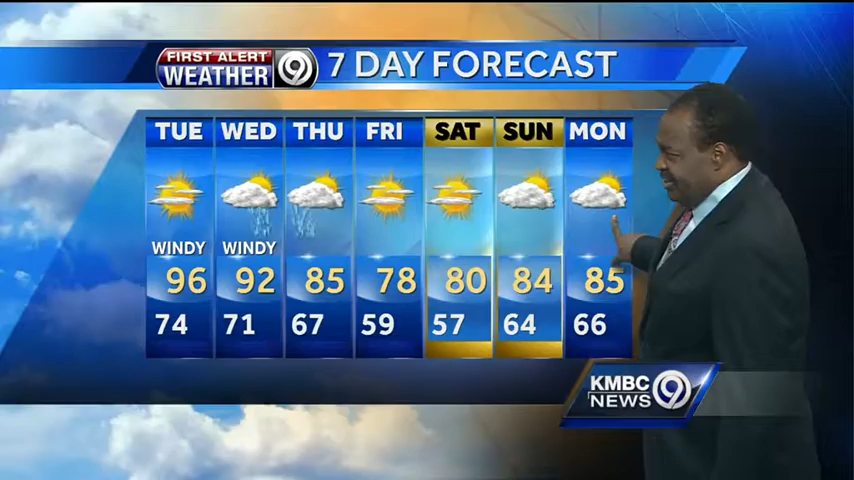 FIRST ALERT
WEATHER 9
7 DAY FORECAST
TUE WED THU FRI SAT SUN MON
WINDY WINDY
96 92 85 78 80 84 85
74 71 67 59 57 64 66
KMBC 9
NEWS